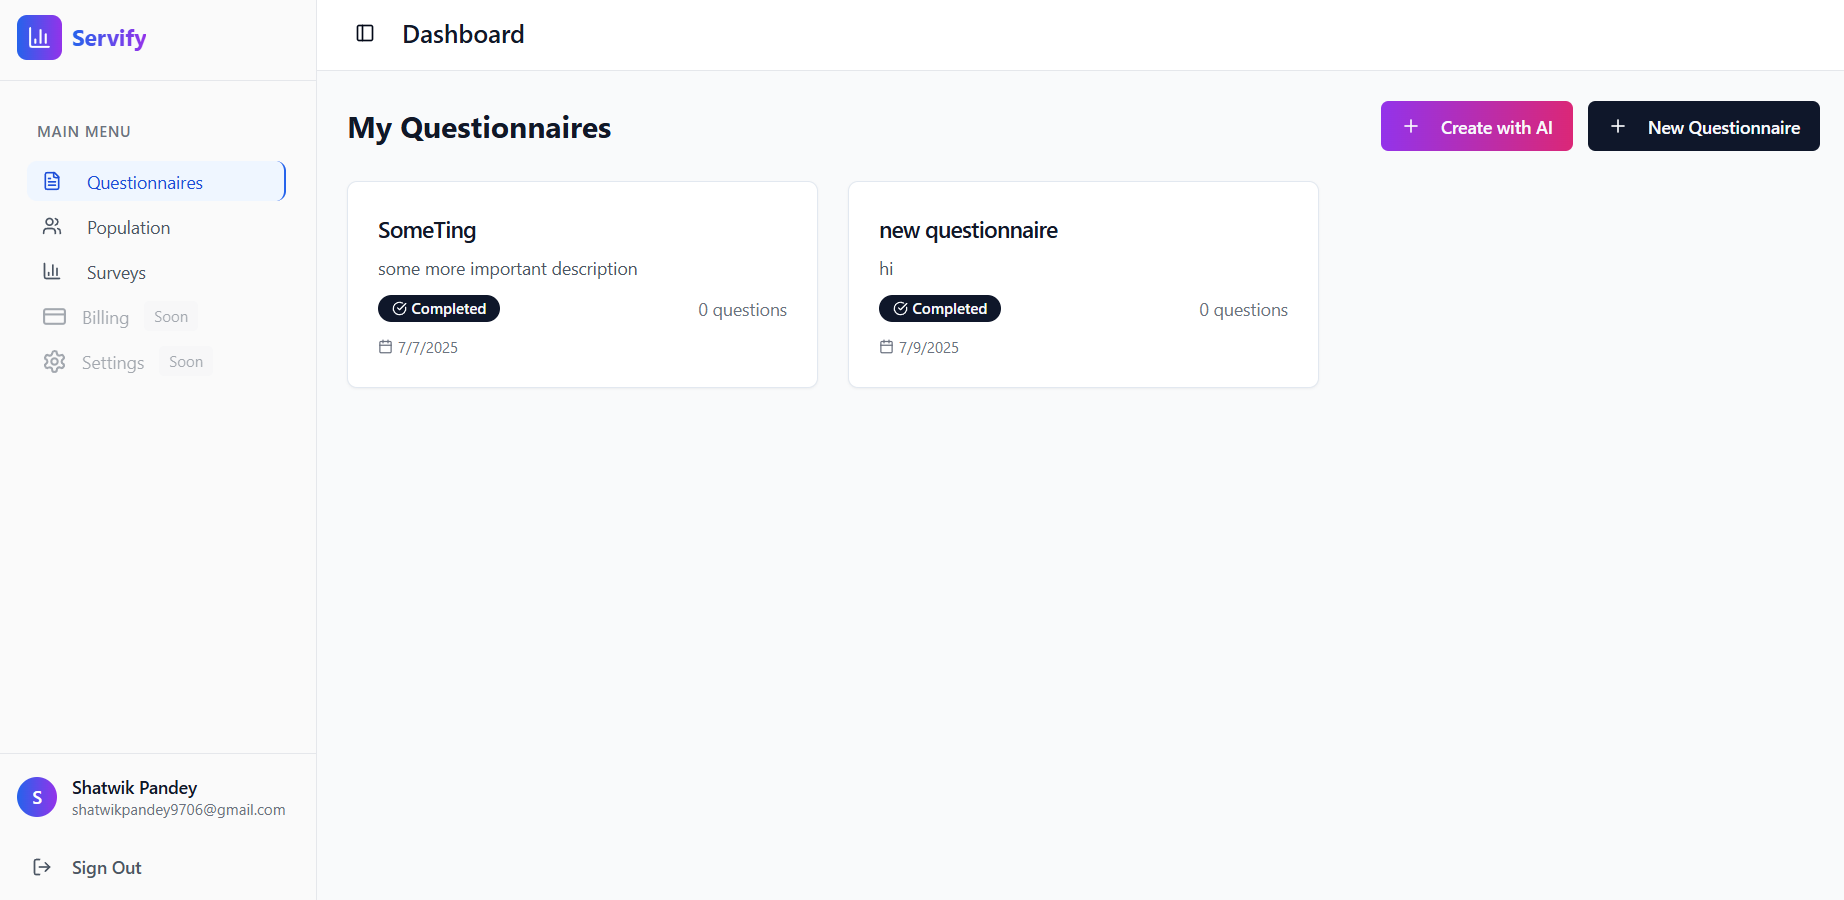 Servify
MAIN MENU
Questionnaires
Population
Surveys
Billing Soon
Settings Soon
Shatwik Pandey
shatwikpandey9706@gmail.com
Sign Out
Dashboard
My Questionnaires
Create with AI
New Questionnaire
SomeTing
some more important description
Completed 0 questions
7/7/2025
new questionnaire
hi
Completed 0 questions
7/9/2025
S